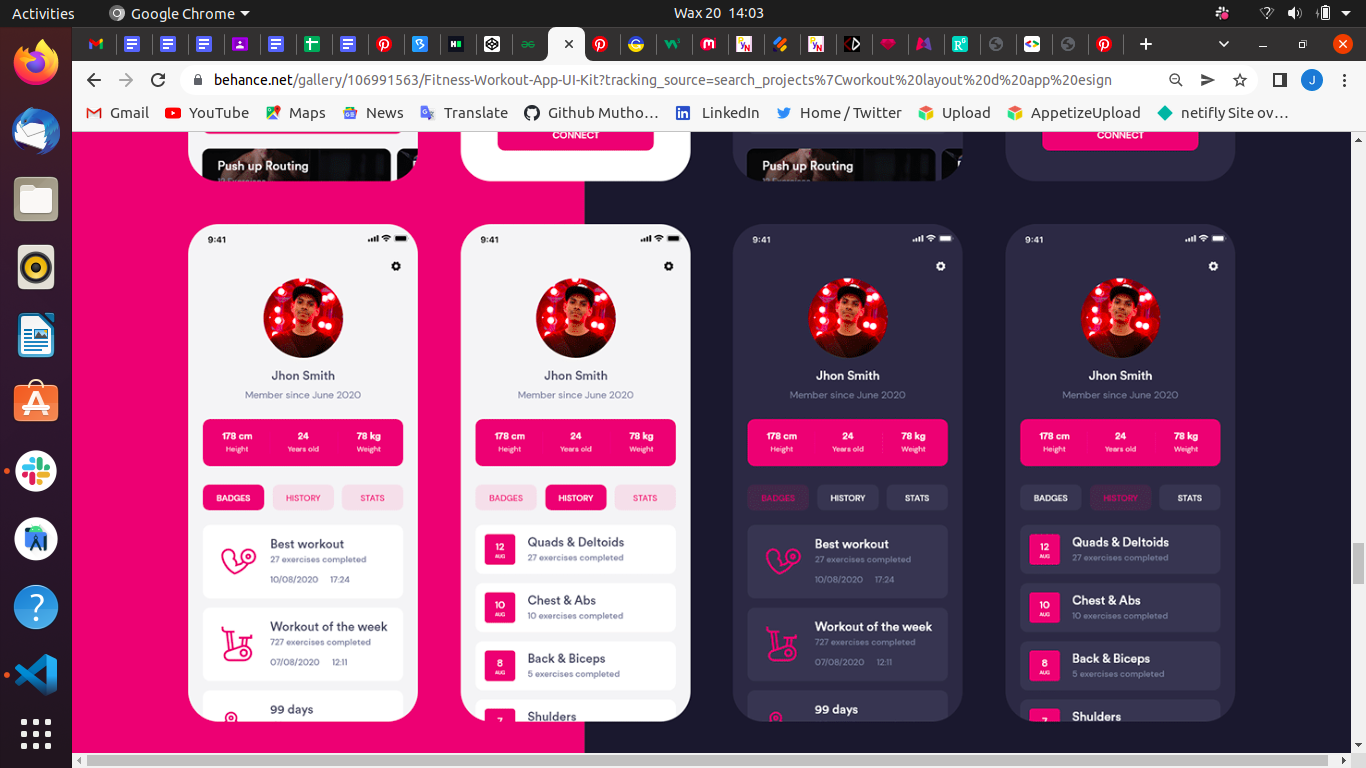 Activities
Google Chrome
Wax 20 14:03
behance.net/gallery/106991563/Fitness-Workout-App-UI-Kit?tracking_source=search_projects%7Cworkout%20layout%20d%20app%20esign
J
Gmail
YouTube
Maps
News
Translate
Github Mutho…
LinkedIn
Home / Twitter
Upload
AppetizeUpload
netifly Site ov…
CONNECT
CONNECT
Push up Routing
Push up Routing
9:41
Jhon Smith
Member since June 2020
178 cm 24 78 kg
Height Years old Weight
BADGES HISTORY STATS
Best workout
27 exercises completed
10/08/2020 17:24
Workout of the week
727 exercises completed
07/08/2020 12:11
99 days
9:41
Jhon Smith
Member since June 2020
178 cm 24 78 kg
Height Years old Weight
BADGES HISTORY STATS
12
AUG
Quads & Deltoids
27 exercises completed
10
AUG
Chest & Abs
10 exercises completed
8
AUG
Back & Biceps
5 exercises completed
7
Shulders
9:41
Jhon Smith
Member since June 2020
178 cm 24 78 kg
Height Years old Weight
BADGES HISTORY STATS
Best workout
27 exercises completed
10/08/2020 17:24
Workout of the week
727 exercises completed
07/08/2020 12:11
99 days
9:41
Jhon Smith
Member since June 2020
178 cm 24 78 kg
Height Years old Weight
BADGES HISTORY STATS
12
AUG
Quads & Deltoids
27 exercises completed
10
AUG
Chest & Abs
10 exercises completed
8
AUG
Back & Biceps
5 exercises completed
7
Shulders